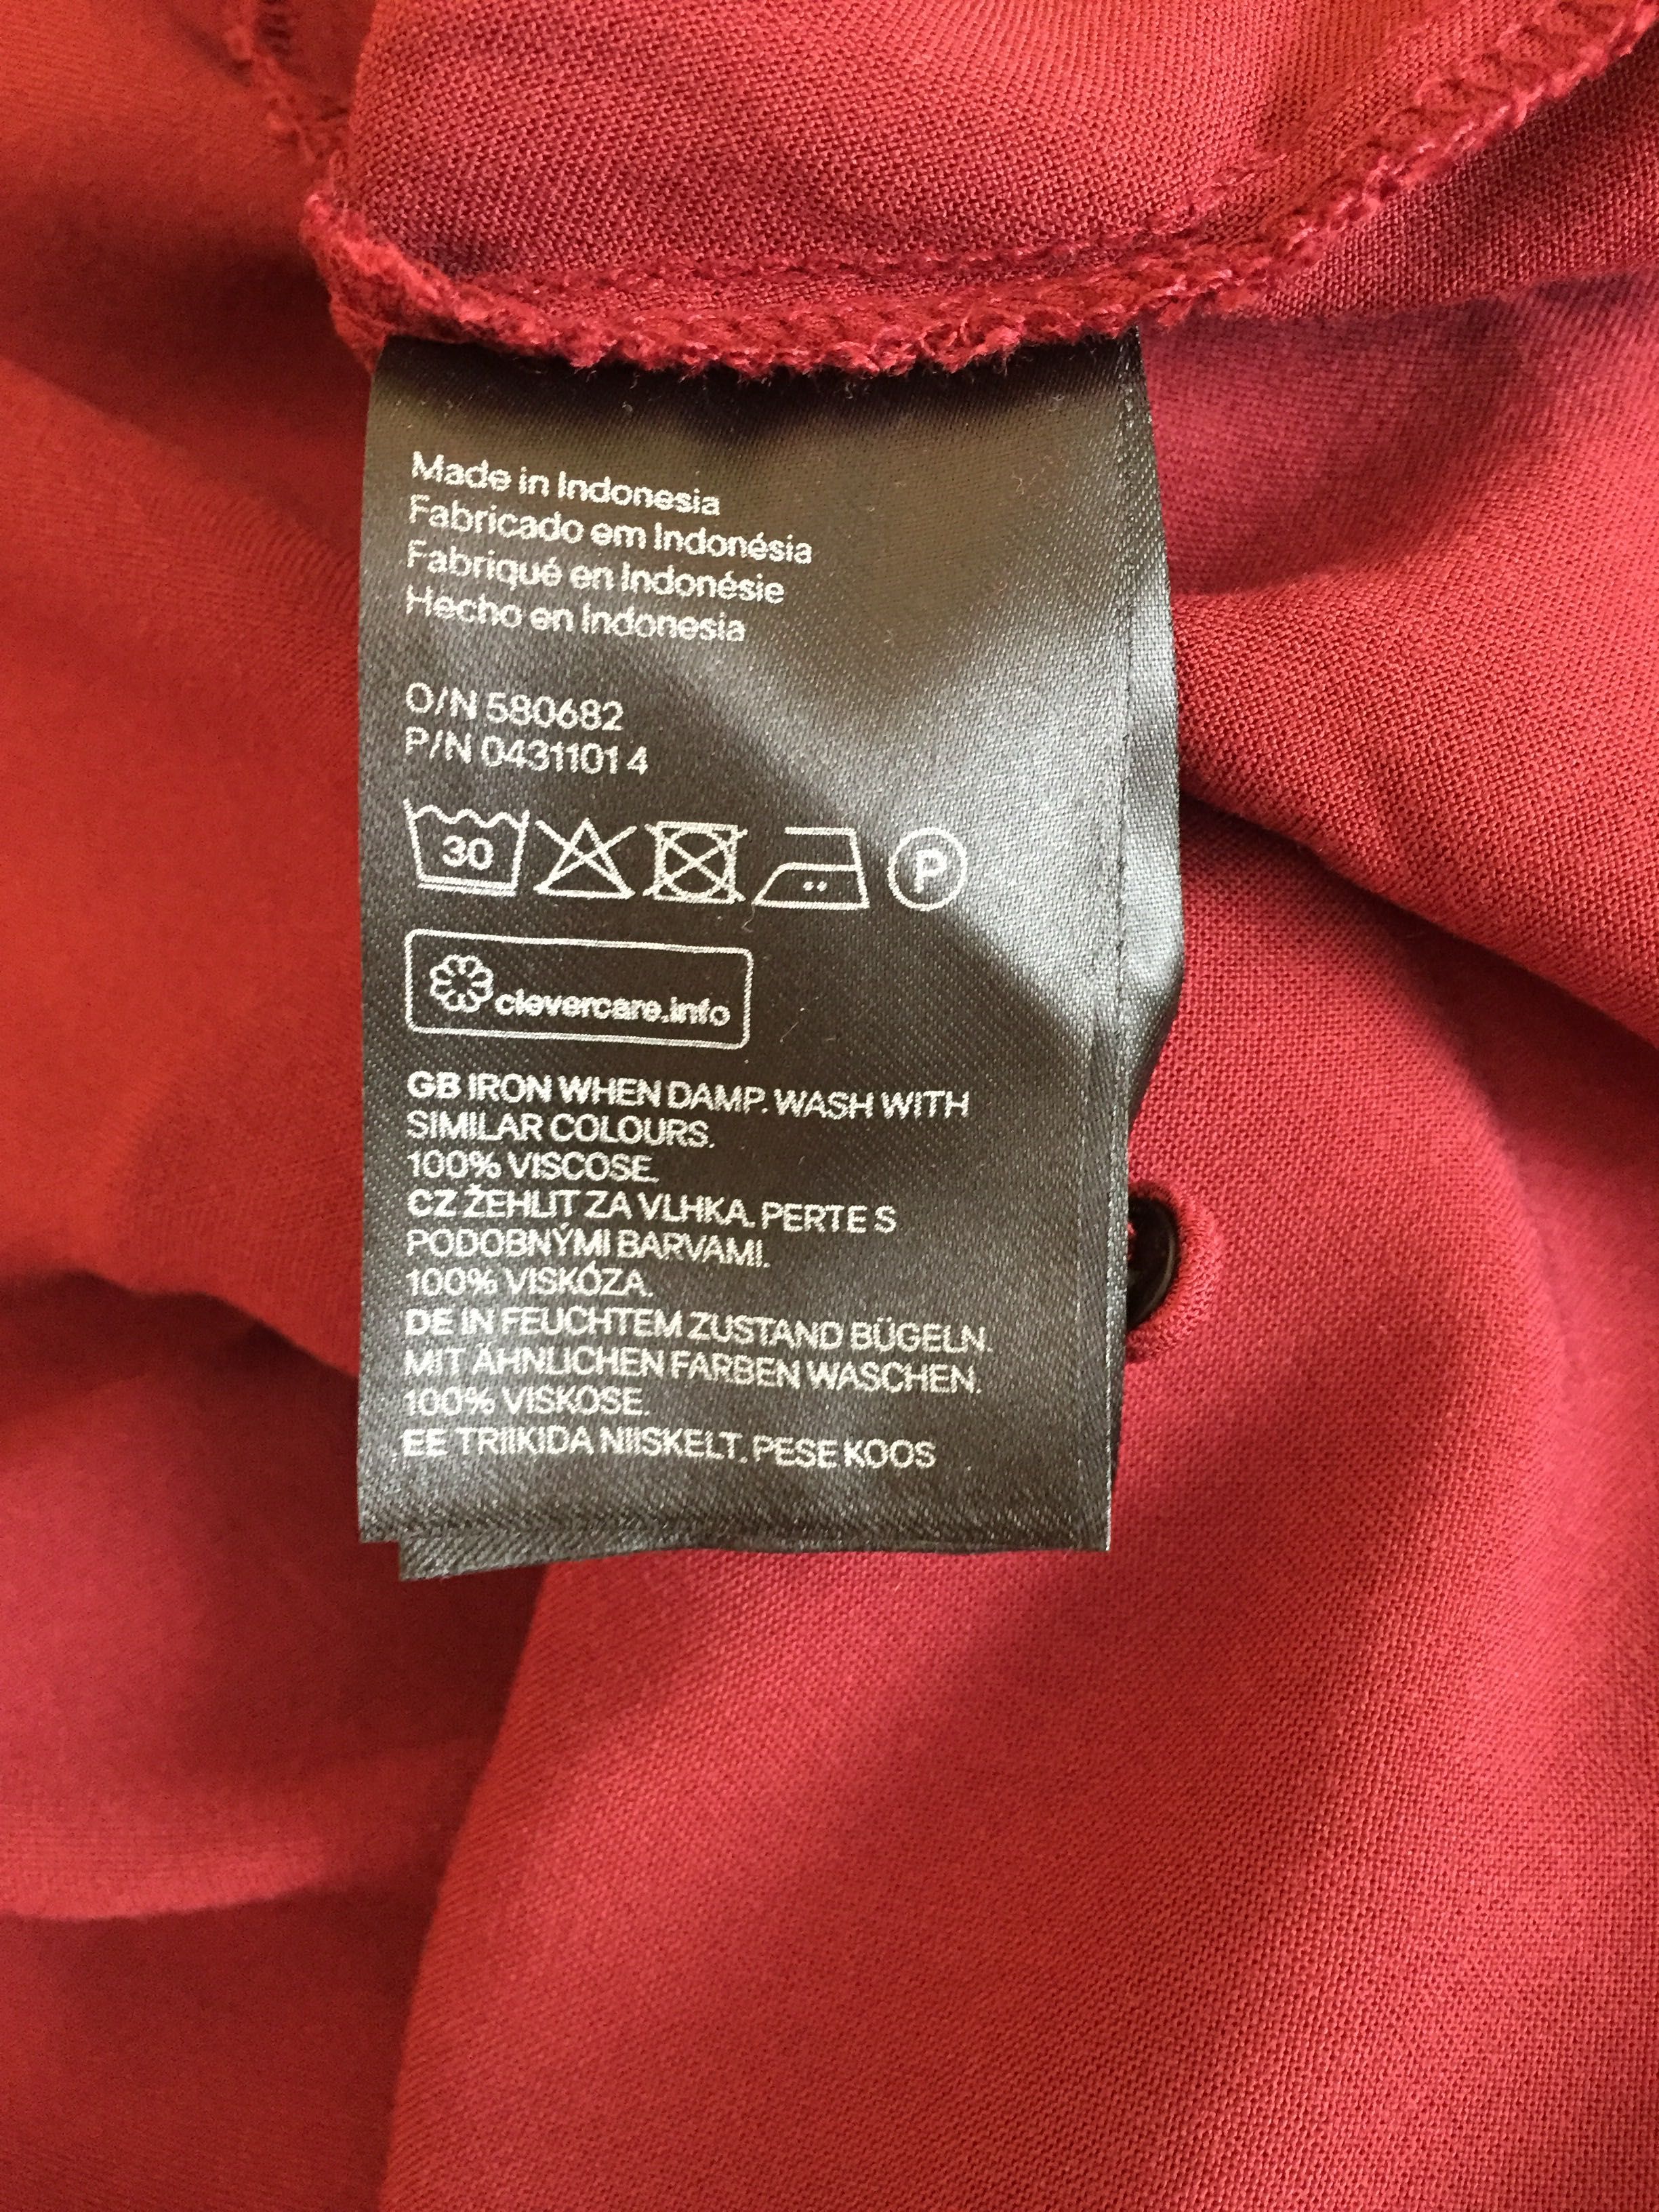 Made in Indonesia
Fabricado em Indonésia
Fabriqué en Indonésie
Hecho en Indonesia
O/N 580682
P/N 04311014
30 P
clevercare.info
GB IRON WHEN DAMP. WASH WITH
SIMILAR COLOURS.
100% VISCOSE.
CZ ŽEHLIT ZA VLHKA. PERTE S
PODOBNÝMI BARVAMI.
100% VISKÓZA.
DE IN FEUCHTEM ZUSTAND BÜGELN.
MIT ÄHNLICHEN FARBEN WASCHEN.
100% VISKOSE.
EE TRIIKIDA NIISKELT. PESE KOOS